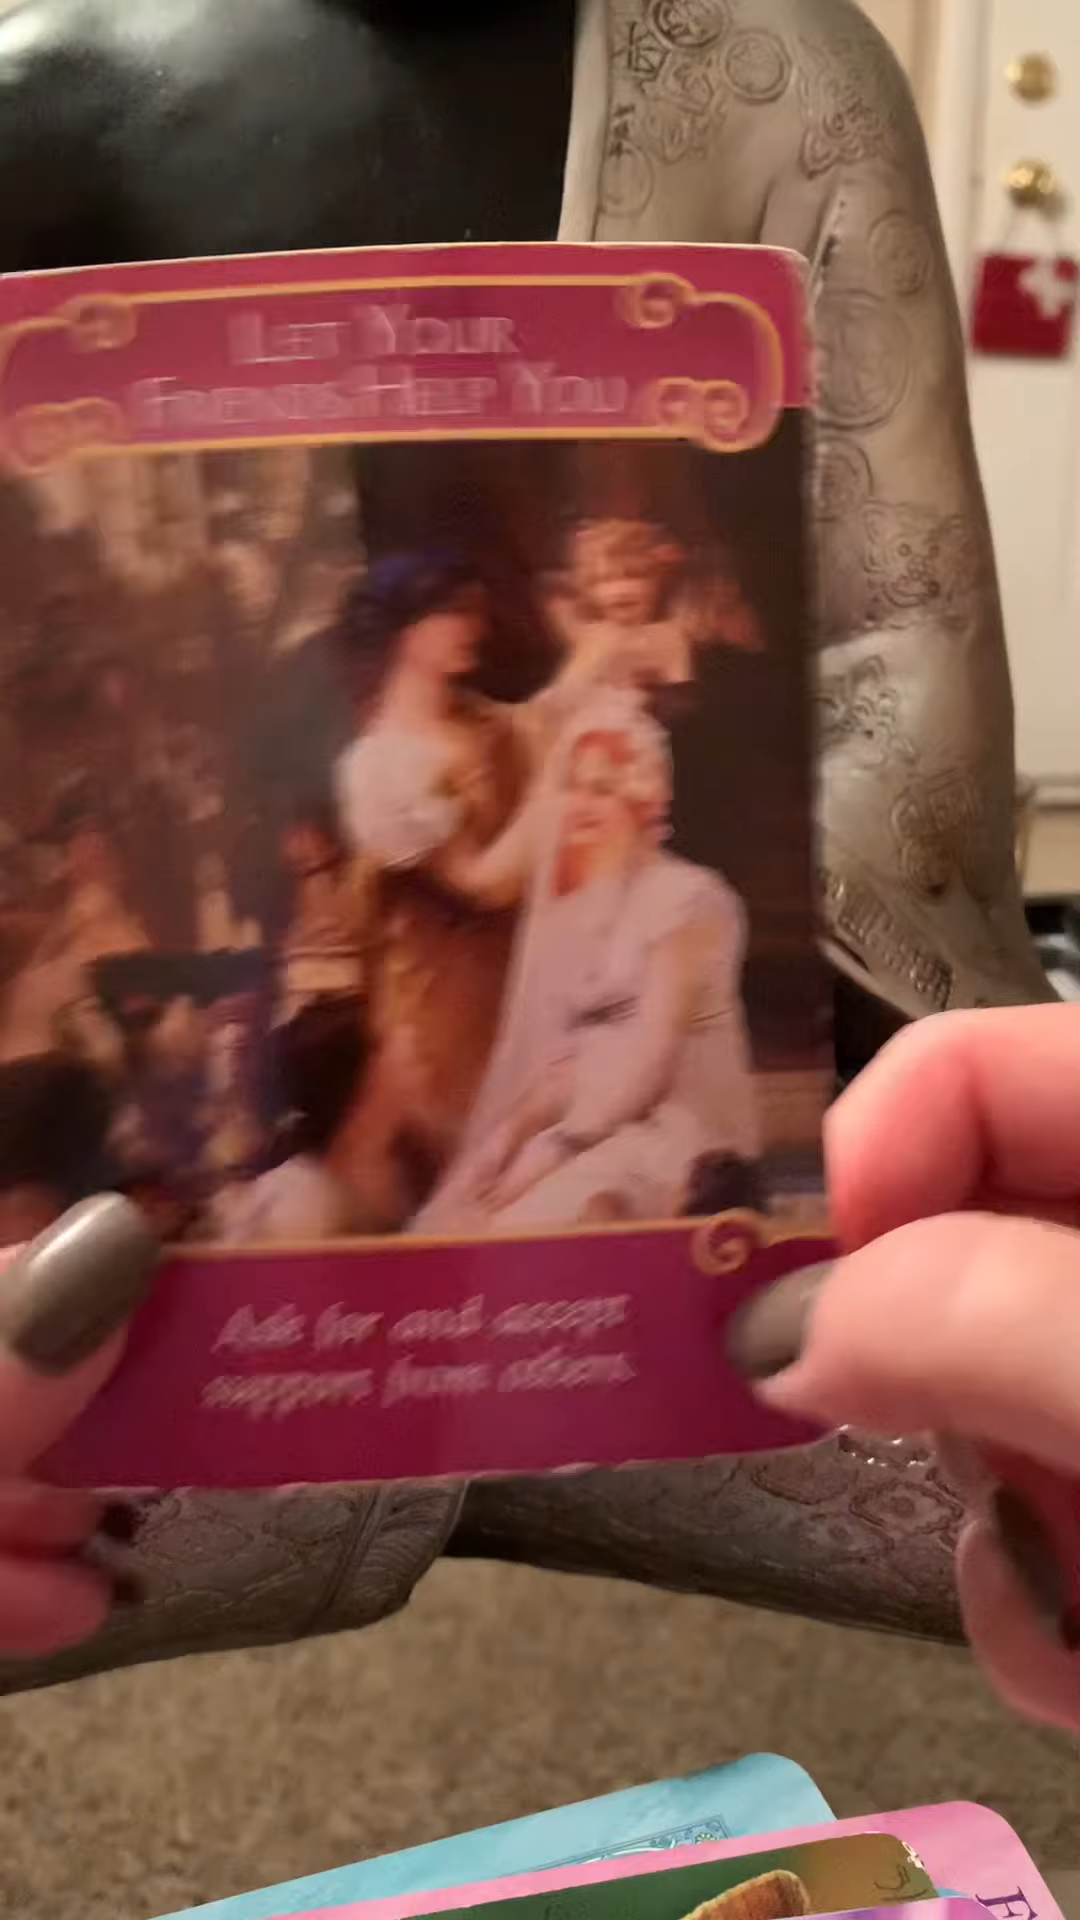 Let Your
Friends Help You
Ask for and accept
support from others.
F